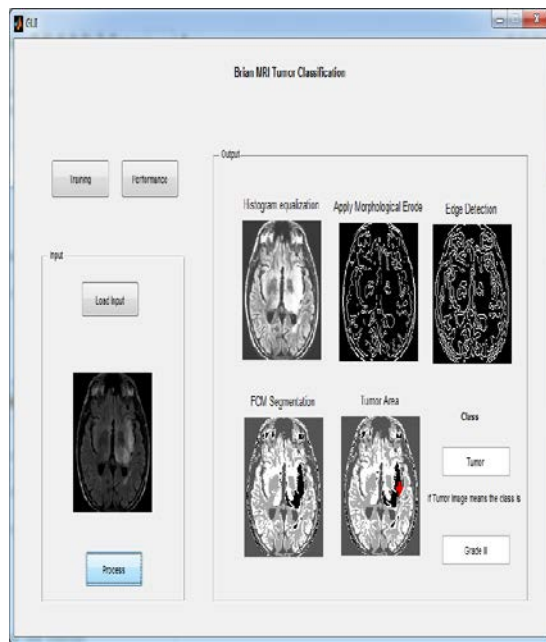 GUI
Brian MRI Tumor Classification
Training
Performance
Input
Load Input
Process
Output
Histogram equalization
Apply Morphological Erode
Edge Detection
FCM Segmentation
Tumor Area
Class
Tumor
If Tumor Image means the class is
Grade III